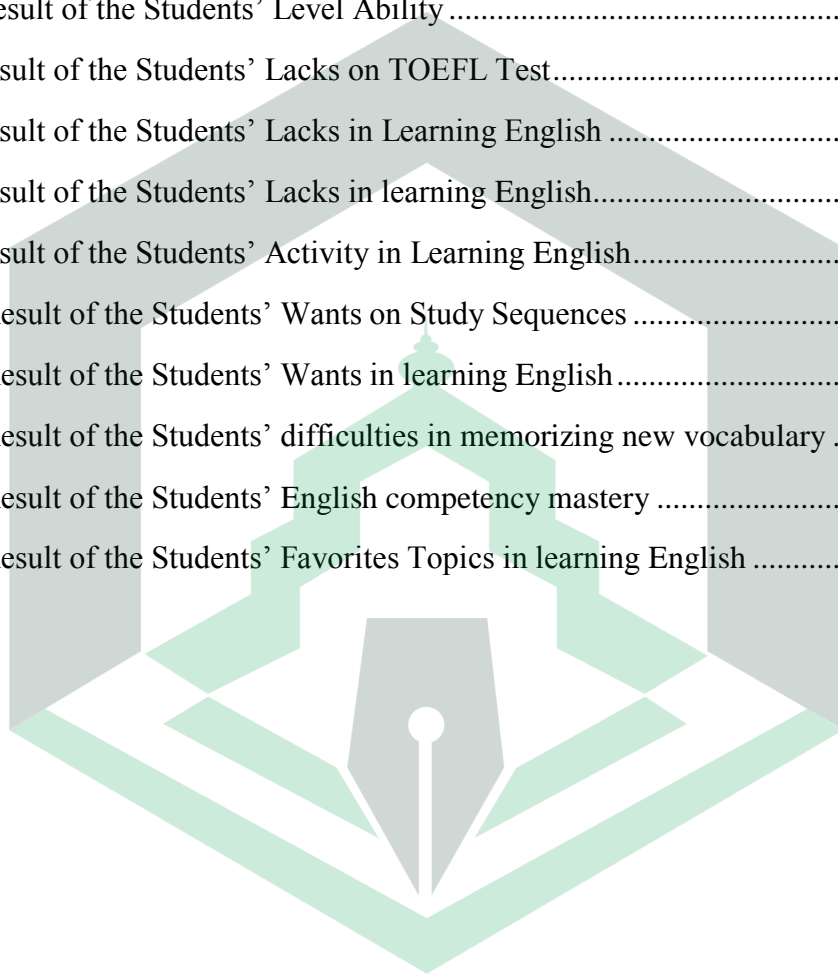 esult of the Students’ Level Ability ................................................
sult of the Students’ Lacks on TOEFL Test...................................
sult of the Students’ Lacks in Learning English ............................
sult of the Students’ Lacks in learning English..............................
sult of the Students’ Activity in Learning English.........................
esult of the Students’ Wants on Study Sequences .........................
esult of the Students’ Wants in learning English...........................
esult of the Students’ difficulties in memorizing new vocabulary .
esult of the Students’ English competency mastery ......................
esult of the Students’ Favorites Topics in learning English ..........